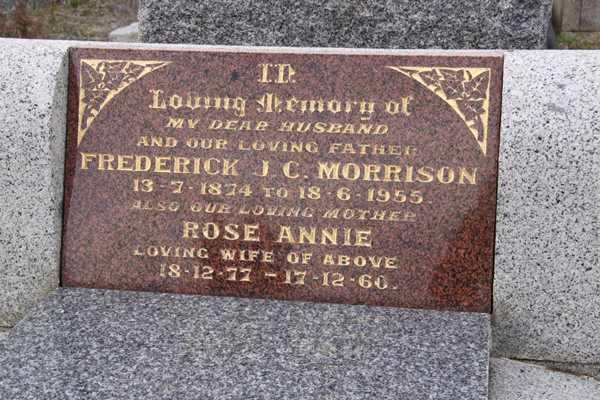 In
Loving Memory of
MY DEAR HUSBAND
AND OUR LOVING FATHER
FREDERICK J. C. MORRISON
13-7-1874 TO 18-6-1955
ALSO OUR LOVING MOTHER
ROSE ANNIE
LOVING WIFE OF ABOVE
18-12-77 - 17-12-60.